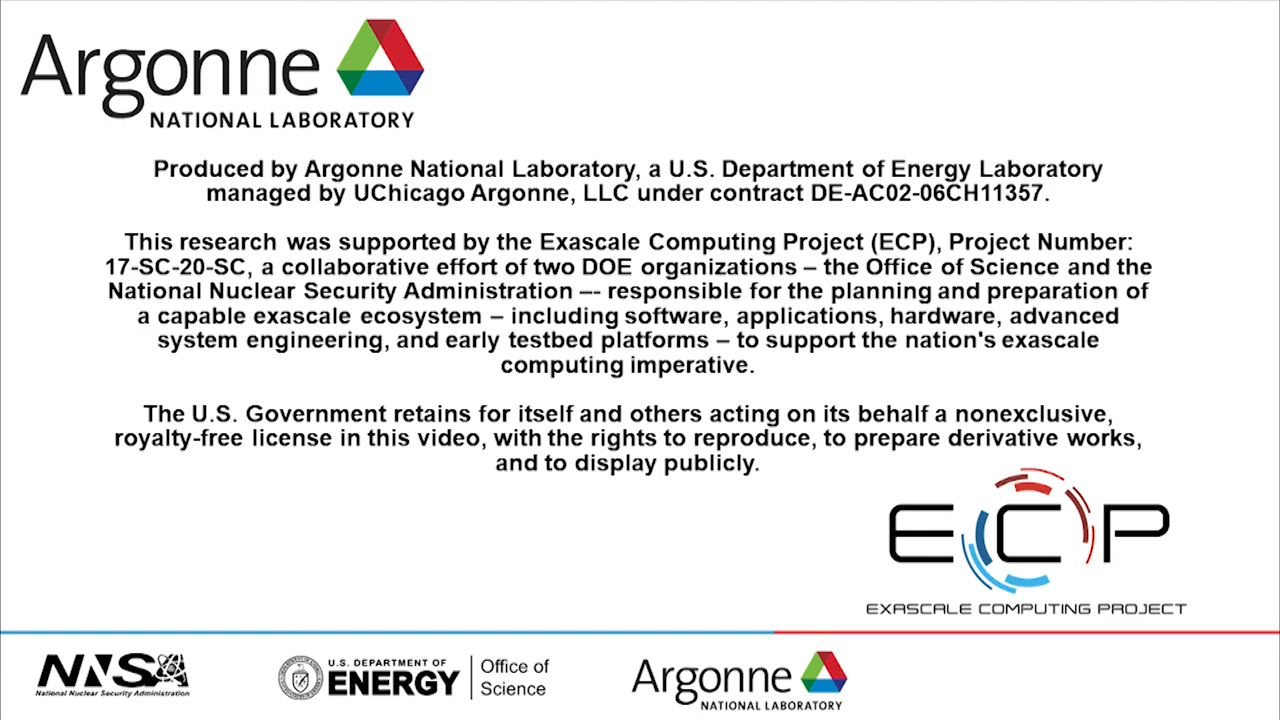 Argonne
NATIONAL LABORATORY
Produced by Argonne National Laboratory, a U.S. Department of Energy Laboratory
managed by UChicago Argonne, LLC under contract DE-AC02-06CH11357.
This research was supported by the Exascale Computing Project (ECP), Project Number:
17-SC-20-SC, a collaborative effort of two DOE organizations – the Office of Science and the
National Nuclear Security Administration –- responsible for the planning and preparation of
a capable exascale ecosystem – including software, applications, hardware, advanced
system engineering, and early testbed platforms – to support the nation's exascale
computing imperative.
The U.S. Government retains for itself and others acting on its behalf a nonexclusive,
royalty-free license in this video, with the rights to reproduce, to prepare derivative works,
and to display publicly.
ECP
EXASCALE COMPUTING PROJECT
NNSA
National Nuclear Security Administration
U.S. DEPARTMENT OF
ENERGY
Office of
Science
Argonne
NATIONAL LABORATORY